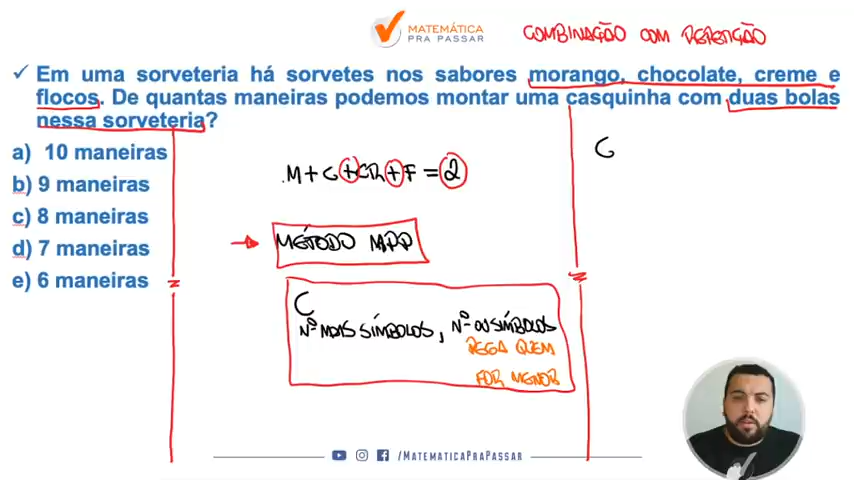 MATEMÁTICA
PRA PASSAR
COMBINAÇÃO COM REPETIÇÃO
✓ Em uma sorveteria há sorvetes nos sabores morango, chocolate, creme e
flocos. De quantas maneiras podemos montar uma casquinha com duas bolas
nessa sorveteria?
a) 10 maneiras
b) 9 maneiras
c) 8 maneiras
d) 7 maneiras
e) 6 maneiras
M + C + CR + F = 2
MÉTODO MPP
C
Nº MAIS SÍMBOLOS, Nº OU SÍMBOLOS
PEGA QUEM
FOR MENOR
C
/MATEMATICAPRAPASSAR